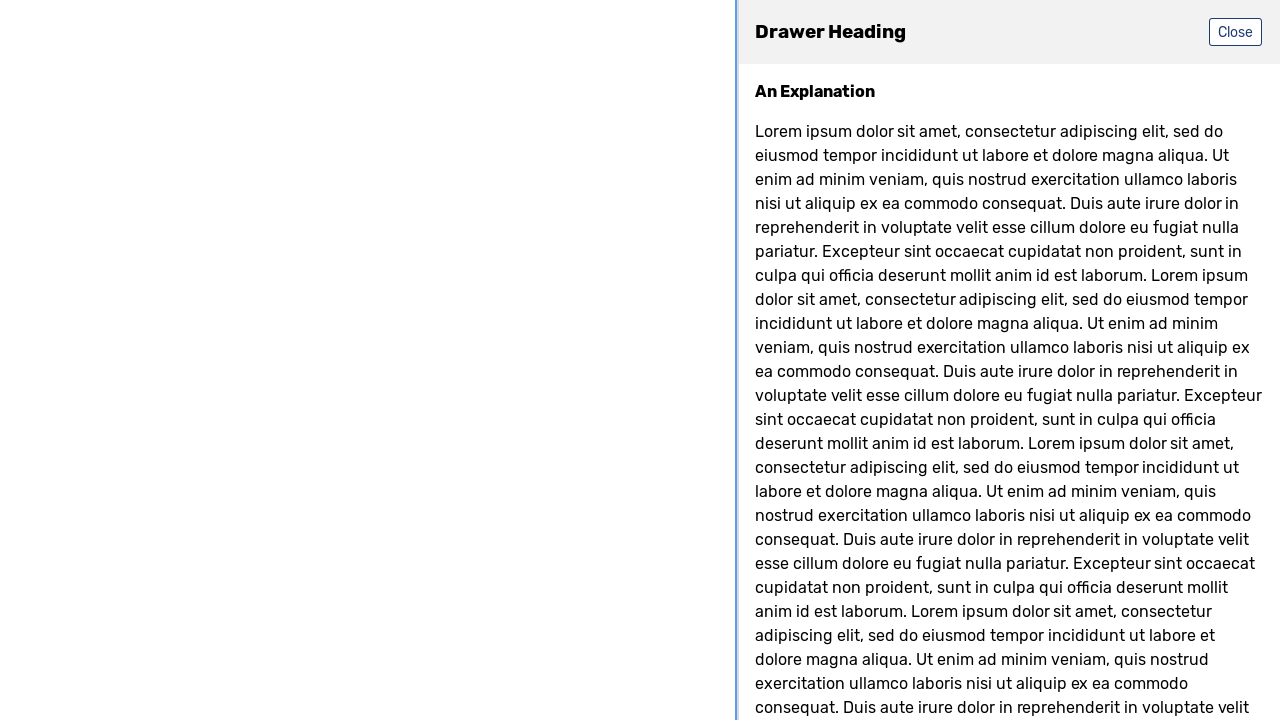 Drawer Heading
Close
An Explanation
Lorem ipsum dolor sit amet, consectetur adipiscing elit, sed do
eiusmod tempor incididunt ut labore et dolore magna aliqua. Ut
enim ad minim veniam, quis nostrud exercitation ullamco laboris
nisi ut aliquip ex ea commodo consequat. Duis aute irure dolor in
reprehenderit in voluptate velit esse cillum dolore eu fugiat nulla
pariatur. Excepteur sint occaecat cupidatat non proident, sunt in
culpa qui officia deserunt mollit anim id est laborum. Lorem ipsum
dolor sit amet, consectetur adipiscing elit, sed do eiusmod tempor
incididunt ut labore et dolore magna aliqua. Ut enim ad minim
veniam, quis nostrud exercitation ullamco laboris nisi ut aliquip ex
ea commodo consequat. Duis aute irure dolor in reprehenderit in
voluptate velit esse cillum dolore eu fugiat nulla pariatur. Excepteur
sint occaecat cupidatat non proident, sunt in culpa qui officia
deserunt mollit anim id est laborum. Lorem ipsum dolor sit amet,
consectetur adipiscing elit, sed do eiusmod tempor incididunt ut
labore et dolore magna aliqua. Ut enim ad minim veniam, quis
nostrud exercitation ullamco laboris nisi ut aliquip ex ea commodo
consequat. Duis aute irure dolor in reprehenderit in voluptate velit
esse cillum dolore eu fugiat nulla pariatur. Excepteur sint occaecat
cupidatat non proident, sunt in culpa qui officia deserunt mollit
anim id est laborum. Lorem ipsum dolor sit amet, consectetur
adipiscing elit, sed do eiusmod tempor incididunt ut labore et
dolore magna aliqua. Ut enim ad minim veniam, quis nostrud
exercitation ullamco laboris nisi ut aliquip ex ea commodo
consequat. Duis aute irure dolor in reprehenderit in voluptate velit